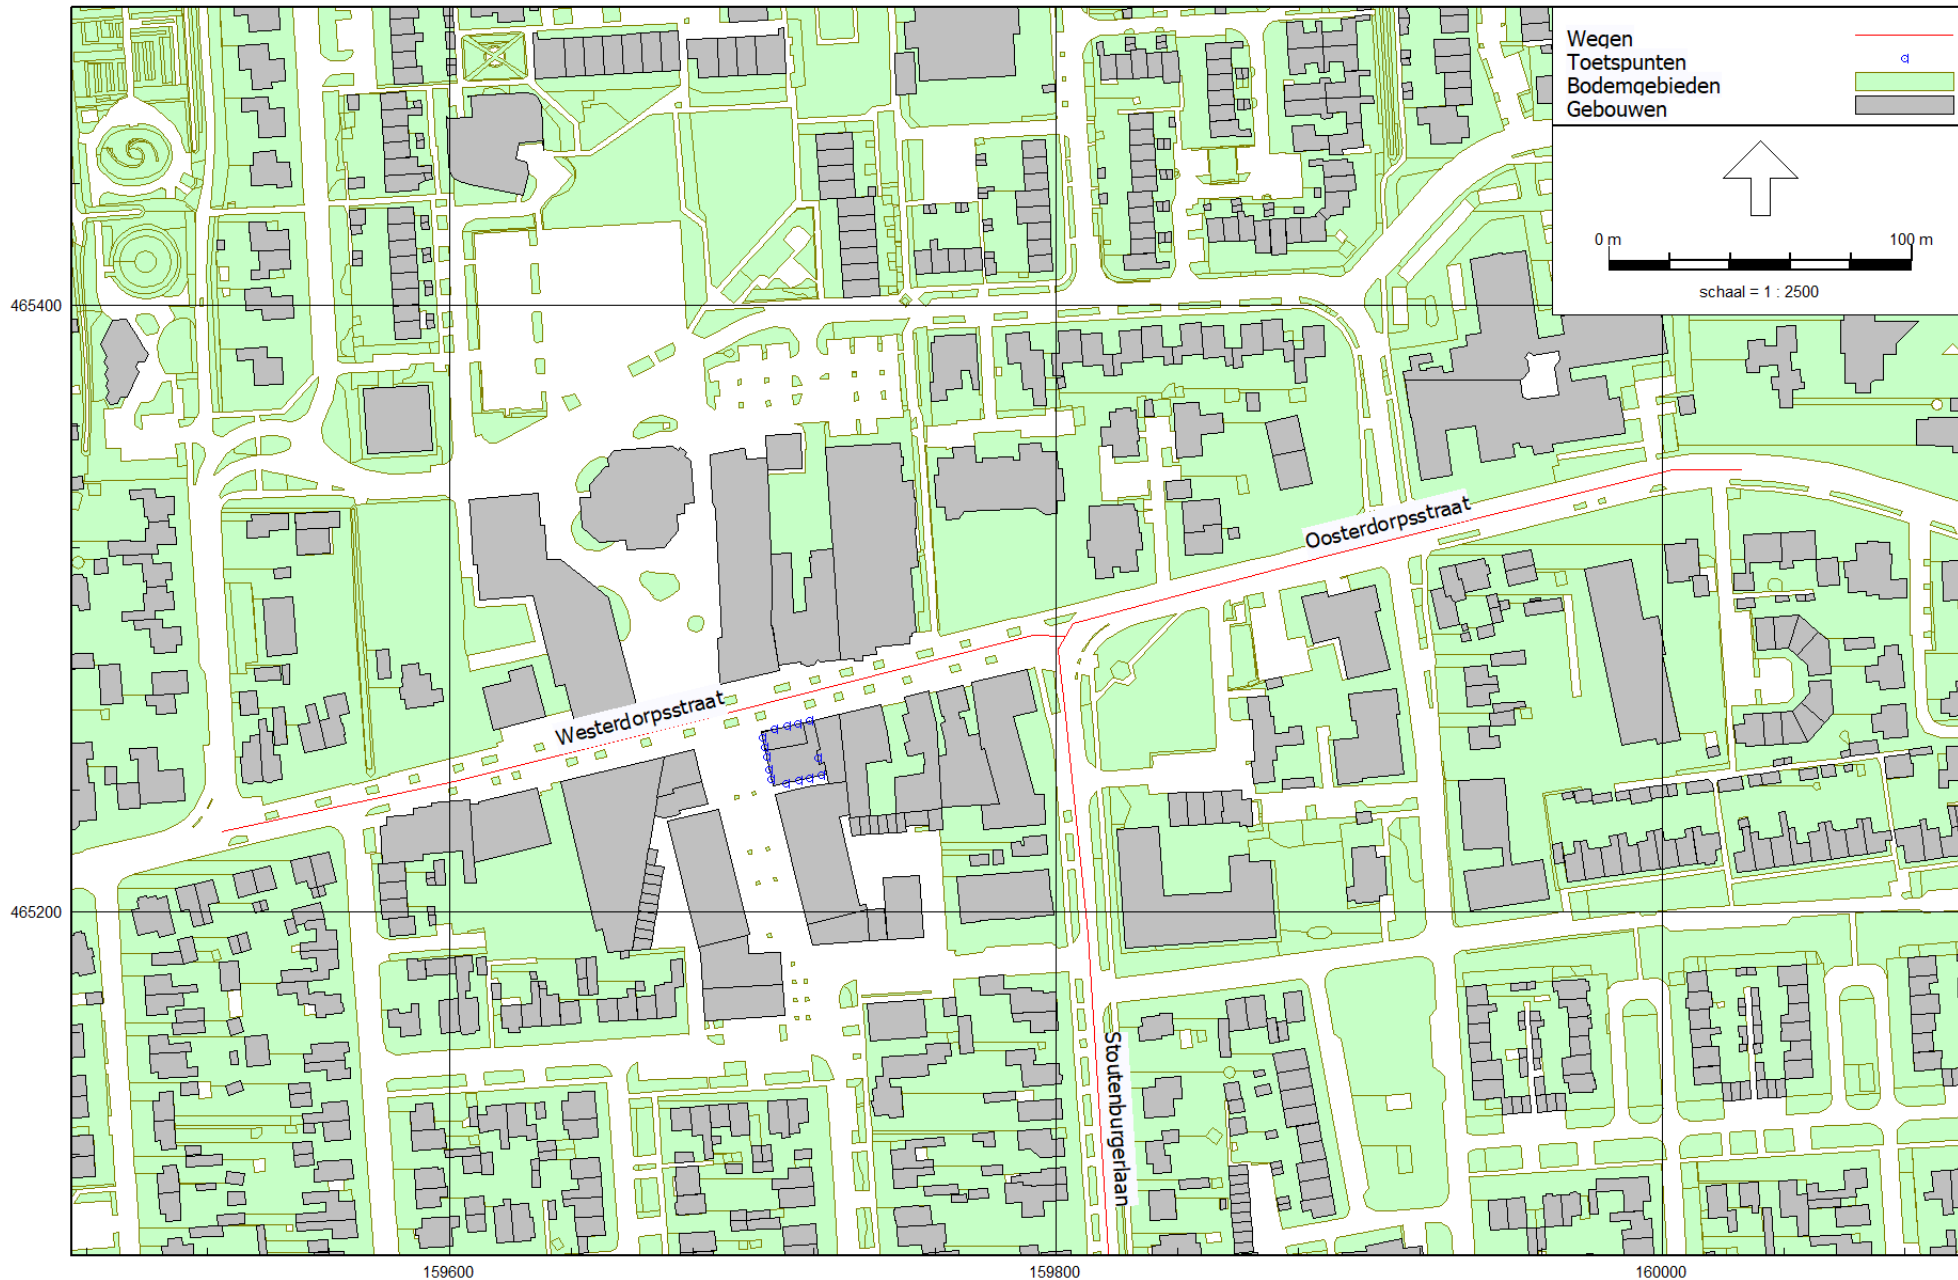 Wegen
Toetspunten
Bodemgebieden
Gebouwen
0 m
100 m
schaal = 1 : 2500
465400
Oosterdorpsstraat
Westerdorpsstraat
465200
Stoutenburgerlaan
159600
159800
160000